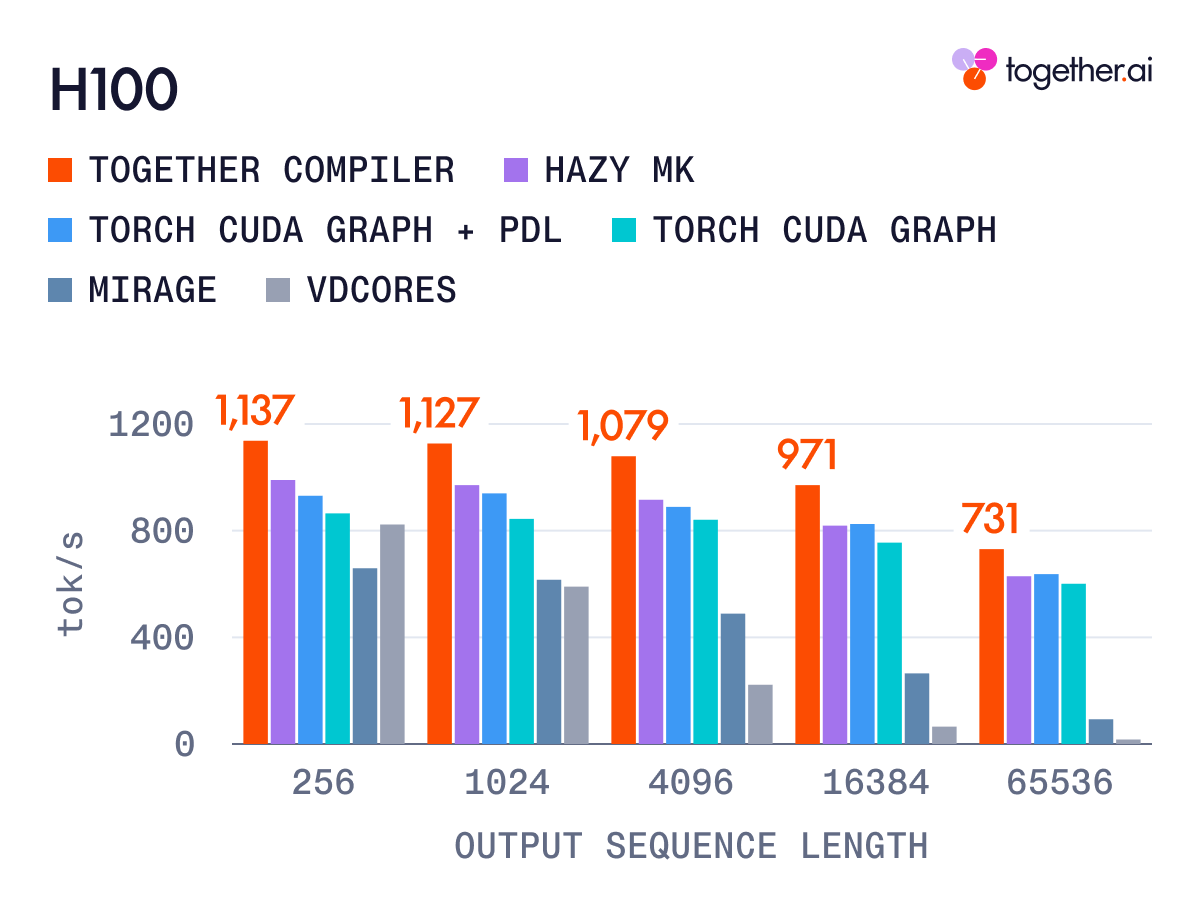 H100
together.ai
TOGETHER COMPILER HAZY MK
TORCH CUDA GRAPH + PDL TORCH CUDA GRAPH
MIRAGE VDCORES
1,137 1,127 1,079 971 731
1200
800
400
0
tok/s
256 1024 4096 16384 65536
OUTPUT SEQUENCE LENGTH